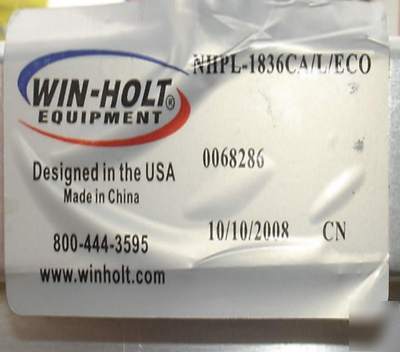 WIN-HOLT®
EQUIPMENT
Designed in the USA
Made in China
800-444-3595
www.winholt.com
NHPL-1836CA/L/ECO
0068286
10/10/2008 CN